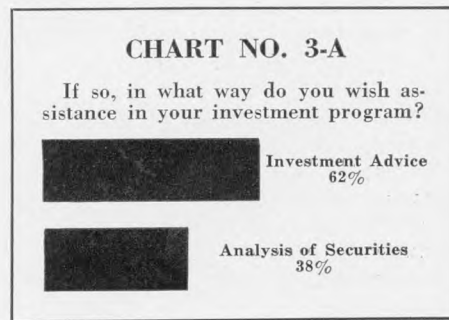 CHART NO. 3-A
If so, in what way do you wish as-
sistance in your investment program?
Investment Advice
62%
Analysis of Securities
38%